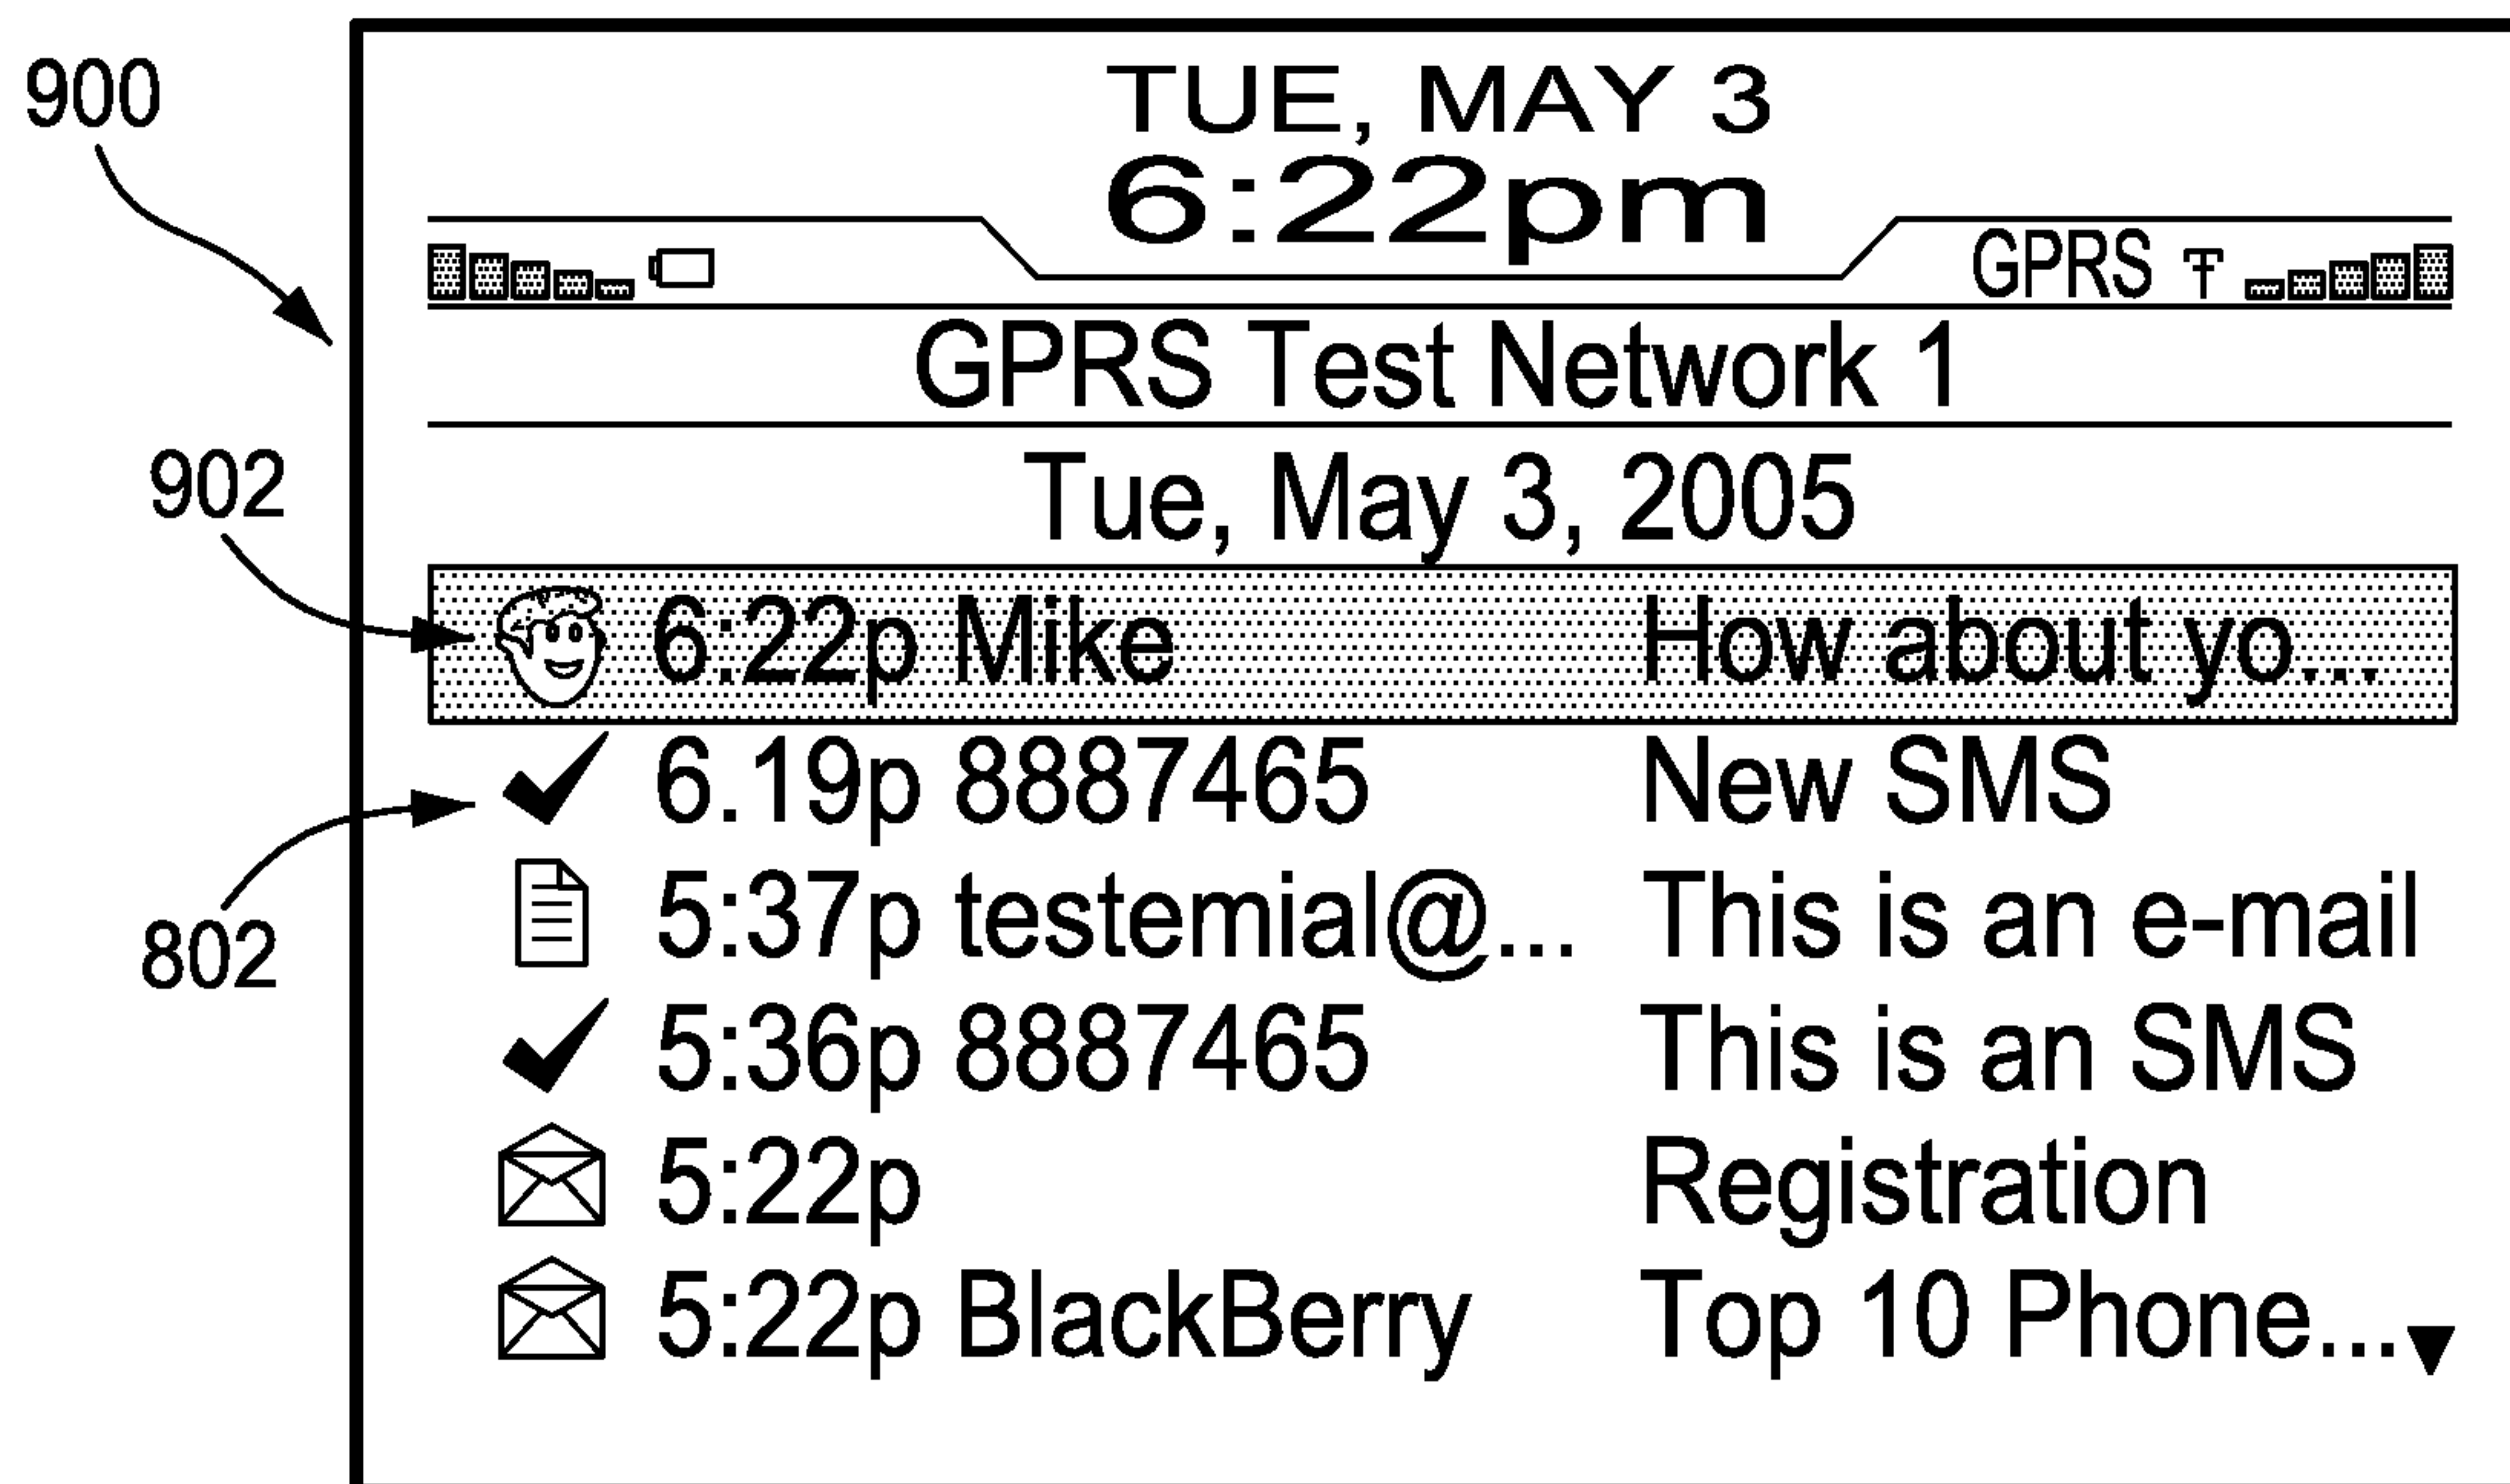 900
TUE, MAY 3
6:22pm
GPRS
GPRS Test Network 1
902
Tue, May 3, 2005
6:22p Mike How about yo...
6.19p 8887465 New SMS
802
5:37p testemial@... This is an e-mail
5:36p 8887465 This is an SMS
5:22p Registration
5:22p BlackBerry Top 10 Phone...